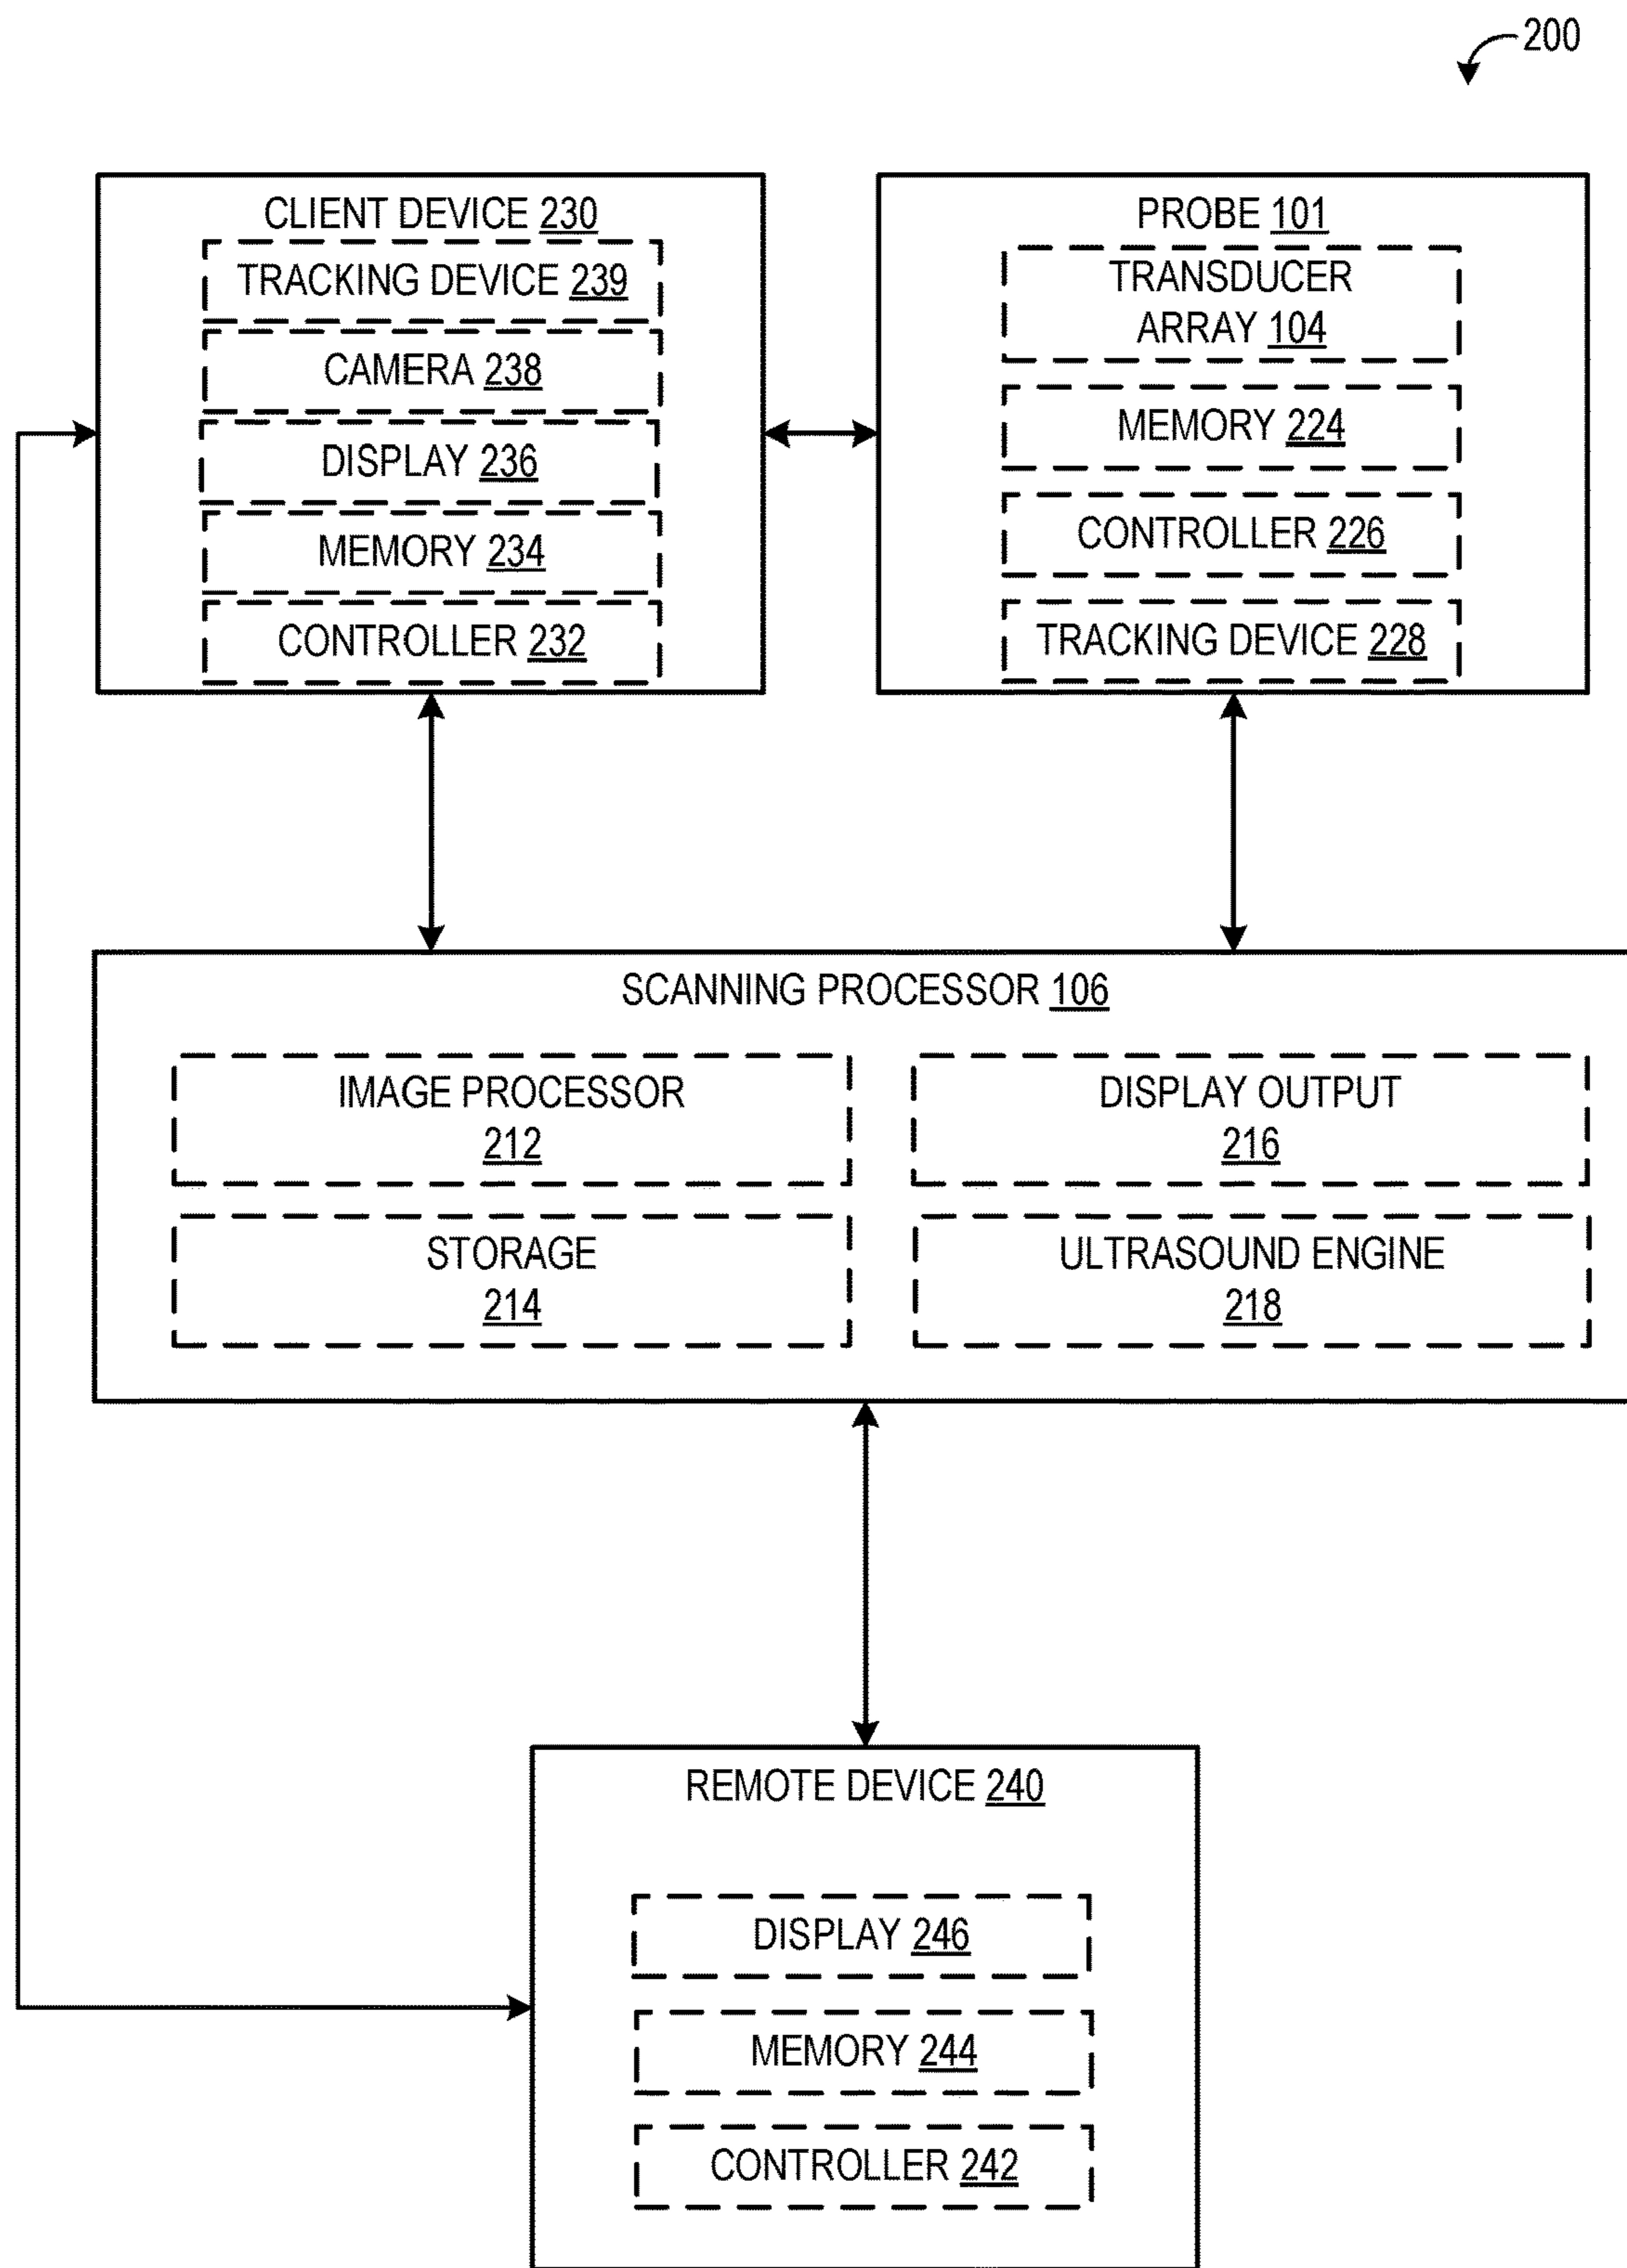 200
CLIENT DEVICE 230
TRACKING DEVICE 239
CAMERA 238
DISPLAY 236
MEMORY 234
CONTROLLER 232
PROBE 101
TRANSDUCER
ARRAY 104
MEMORY 224
CONTROLLER 226
TRACKING DEVICE 228
SCANNING PROCESSOR 106
IMAGE PROCESSOR
212
DISPLAY OUTPUT
216
STORAGE
214
ULTRASOUND ENGINE
218
REMOTE DEVICE 240
DISPLAY 246
MEMORY 244
CONTROLLER 242